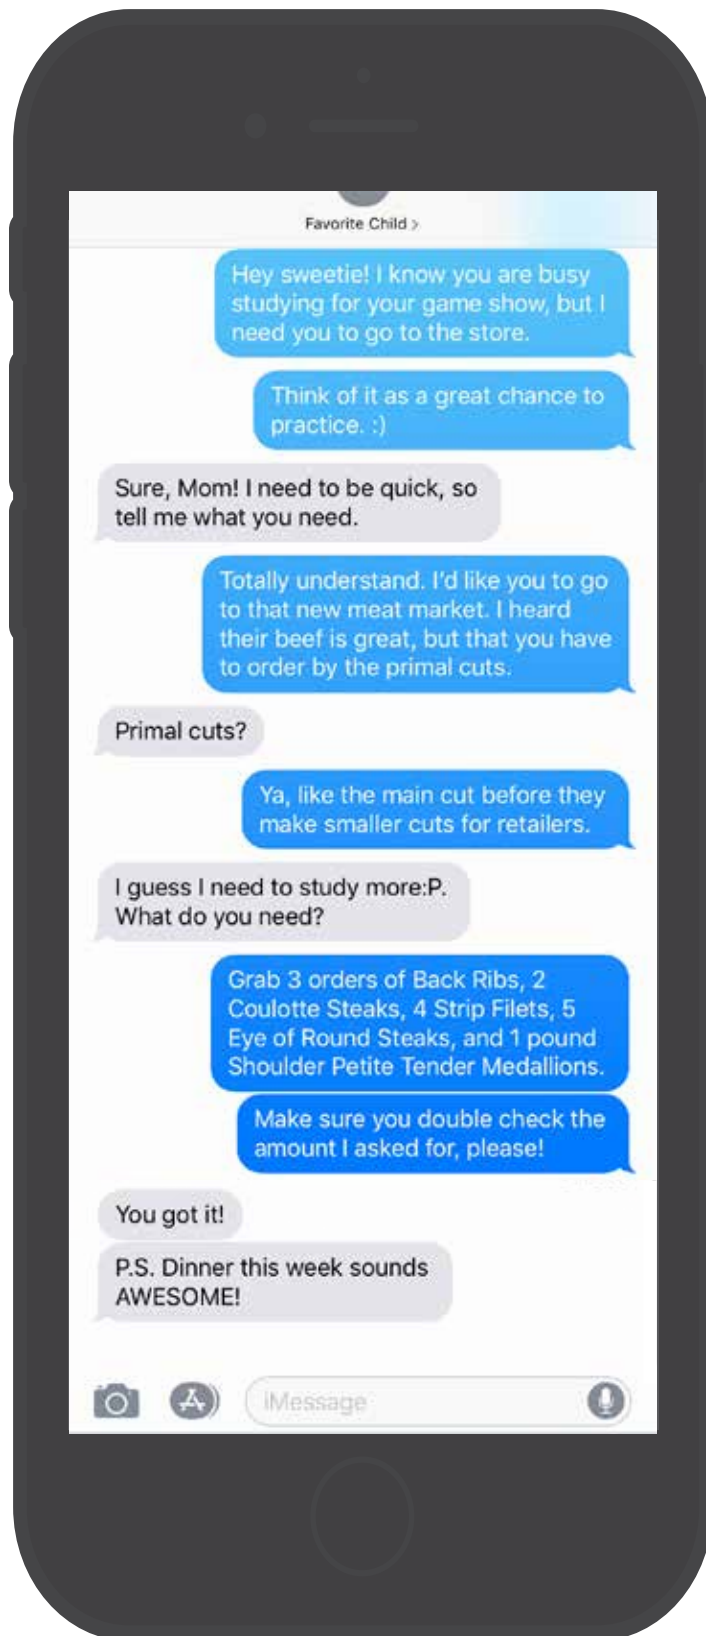 Favorite Child >
Hey sweetie! I know you are busy
studying for your game show, but I
need you to go to the store.
Think of it as a great chance to
practice. :)
Sure, Mom! I need to be quick, so
tell me what you need.
Totally understand. I'd like you to go
to that new meat market. I heard
their beef is great, but that you have
to order by the primal cuts.
Primal cuts?
Ya, like the main cut before they
make smaller cuts for retailers.
I guess I need to study more:P.
What do you need?
Grab 3 orders of Back Ribs, 2
Coulotte Steaks, 4 Strip Filets, 5
Eye of Round Steaks, and 1 pound
Shoulder Petite Tender Medallions.
Make sure you double check the
amount I asked for, please!
You got it!
P.S. Dinner this week sounds
AWESOME!
iMessage